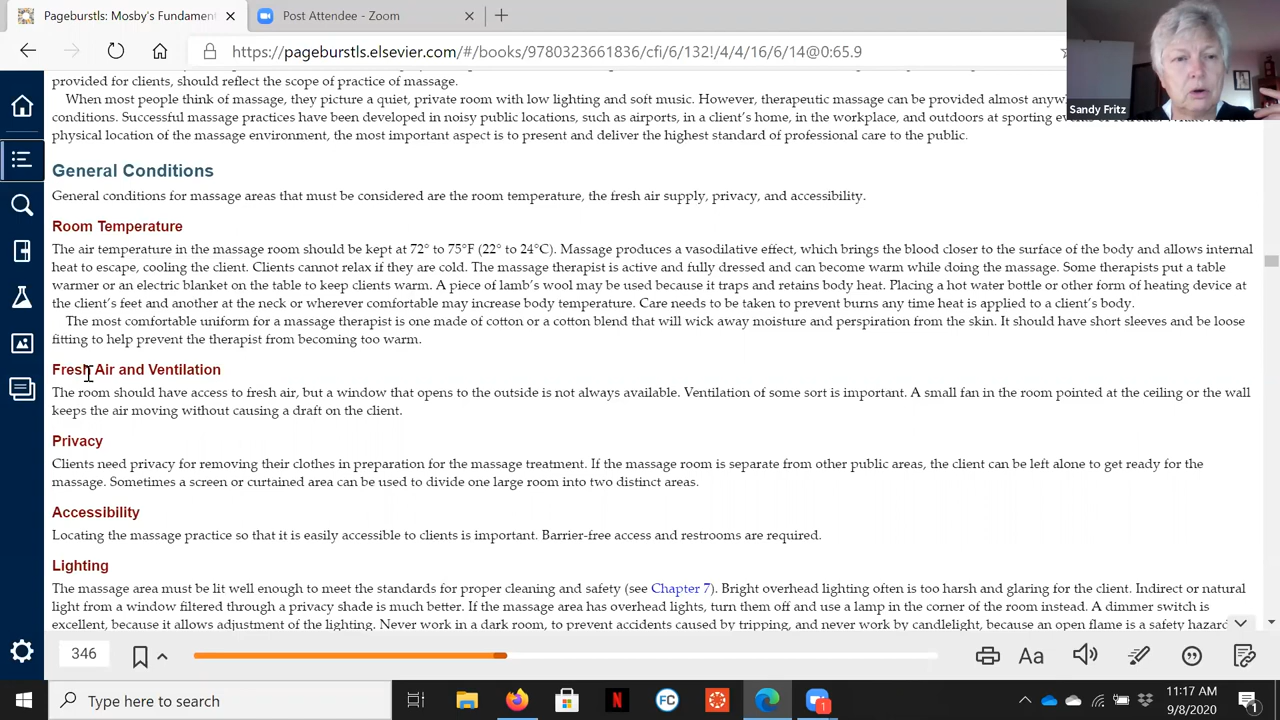 Pageburstls: Mosby's Fundament
Post Attendee - Zoom
https://pageburstls.elsevier.com/#/books/9780323661836/cfi/6/132!/4/4/16/6/14@0:65.9
Sandy Fritz
provided for clients, should reflect the scope of practice of massage.
When most people think of massage, they picture a quiet, private room with low lighting and soft music. However, therapeutic massage can be provided almost
conditions. Successful massage practices have been developed in noisy public locations, such as airports, in a client's home, in the workplace, and outdoors at sporting
physical location of the massage environment, the most important aspect is to present and deliver the highest standard of professional care to the public.
General Conditions
General conditions for massage areas that must be considered are the room temperature, the fresh air supply, privacy, and accessibility.
Room Temperature
The air temperature in the massage room should be kept at 72° to 75°F (22° to 24°C). Massage produces a vasodilative effect, which brings the blood closer to the surface of the body and allows internal
heat to escape, cooling the client. Clients cannot relax if they are cold. The massage therapist is active and fully dressed and can become warm while doing the massage. Some therapists put a table
warmer or an electric blanket on the table to keep clients warm. A piece of lamb's wool may be used because it traps and retains body heat. Placing a hot water bottle or other form of heating device at
the client's feet and another at the neck or wherever comfortable may increase body temperature. Care needs to be taken to prevent burns any time heat is applied to a client's body.
The most comfortable uniform for a massage therapist is one made of cotton or a cotton blend that will wick away moisture and perspiration from the skin. It should have short sleeves and be loose
fitting to help prevent the therapist from becoming too warm.
Fresh Air and Ventilation
The room should have access to fresh air, but a window that opens to the outside is not always available. Ventilation of some sort is important. A small fan in the room pointed at the ceiling or the wall
keeps the air moving without causing a draft on the client.
Privacy
Clients need privacy for removing their clothes in preparation for the massage treatment. If the massage room is separate from other public areas, the client can be left alone to get ready for the
massage. Sometimes a screen or curtained area can be used to divide one large room into two distinct areas.
Accessibility
Locating the massage practice so that it is easily accessible to clients is important. Barrier-free access and restrooms are required.
Lighting
The massage area must be lit well enough to meet the standards for proper cleaning and safety (see Chapter 7). Bright overhead lighting often is too harsh and glaring for the client. Indirect or natural
light from a window filtered through a privacy shade is much better. If the massage area has overhead lights, turn them off and use a lamp in the corner of the room instead. A dimmer switch is
excellent, because it allows adjustment of the lighting. Never work in a dark room, to prevent accidents caused by tripping, and never work by candlelight, because an open flame is a safety hazard
346
Aa
Type here to search
N
FC
1
11:17 AM
9/8/2020
1